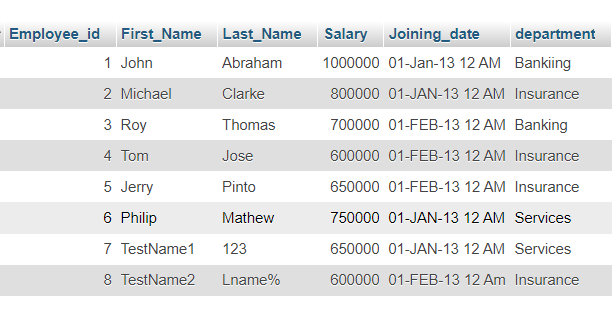 Employee_id First_Name Last_Name Salary Joining_date department
1 John Abraham 1000000 01-Jan-13 12 AM Bankiing
2 Michael Clarke 800000 01-JAN-13 12 AM Insurance
3 Roy Thomas 700000 01-FEB-13 12 AM Banking
4 Tom Jose 600000 01-FEB-13 12 AM Insurance
5 Jerry Pinto 650000 01-FEB-13 12 AM Insurance
6 Philip Mathew 750000 01-JAN-13 12 AM Services
7 TestName1 123 650000 01-JAN-13 12 AM Services
8 TestName2 Lname% 600000 01-FEB-13 12 Am Insurance